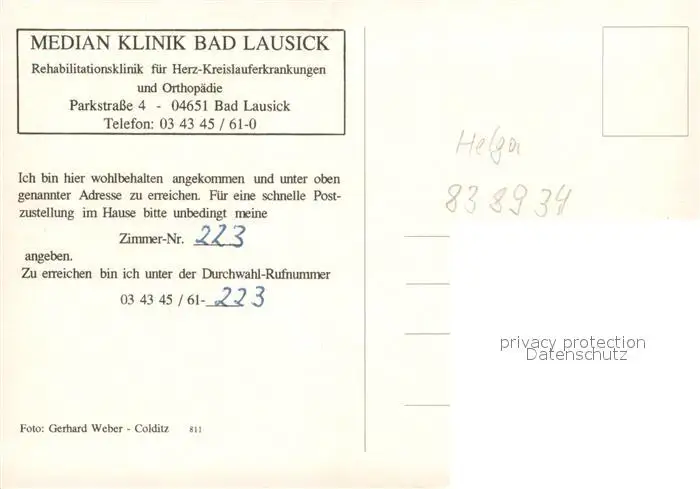 MEDIAN KLINIK BAD LAUSICK
Rehabilitationsklinik für Herz-Kreislauferkrankungen
und Orthopädie
Parkstraße 4 - 04651 Bad Lausick
Telefon: 03 43 45 / 61-0
Ich bin hier wohlbehalten angekommen und unter oben
genannter Adresse zu erreichen. Für eine schnelle Post-
zustellung im Hause bitte unbedingt meine
Zimmer-Nr. 223
angeben.
Zu erreichen bin ich unter der Durchwahl-Rufnummer
03 43 45 / 61- 223
Foto: Gerhard Weber - Colditz 811
Helga
838934
privacy protection
Datenschutz